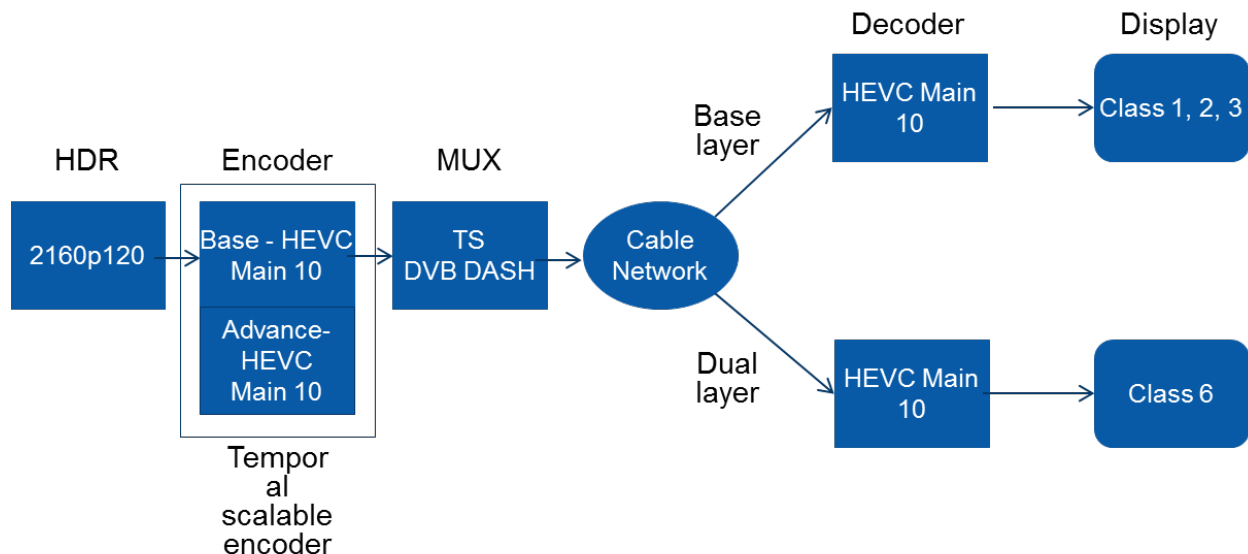 HDR
2160p120
Encoder
Base - HEVC
Main 10
Advance-
HEVC
Main 10
Tempor
al
scalable
encoder
MUX
TS
DVB DASH
Cable
Network
Base
layer
Dual
layer
Decoder
HEVC Main
10
HEVC Main
10
Display
Class 1, 2, 3
Class 6